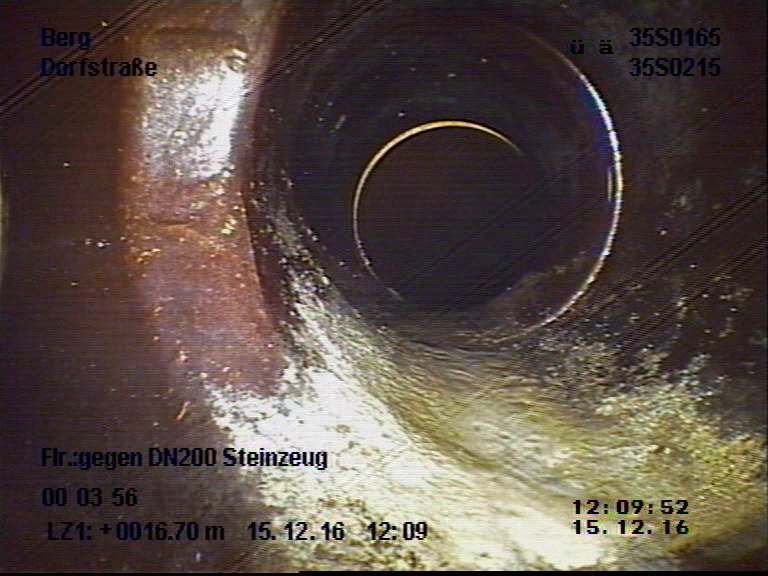 Berg
Dorfstraße
ü ä 35S0165
35S0215
Flr.:gegen DN200 Steinzeug
00 03 56
LZ1: +0016.70 m 15.12.16 12:09
12:09:52
15.12.16